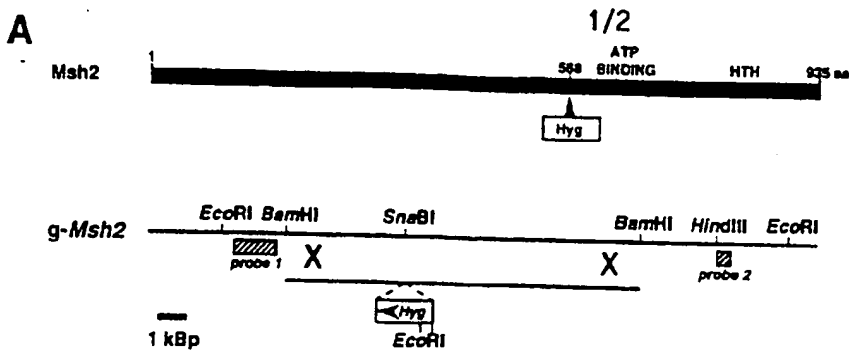 A
1/2
Msh2
1
568
ATP
BINDING
HTH
935 aa
Hyg
g-Msh2
EcoRI
BamHI
SnaBI
BamHI
HindIII
EcoRI
probe 1
X
X
probe 2
Hyg
EcoRI
1 kBp